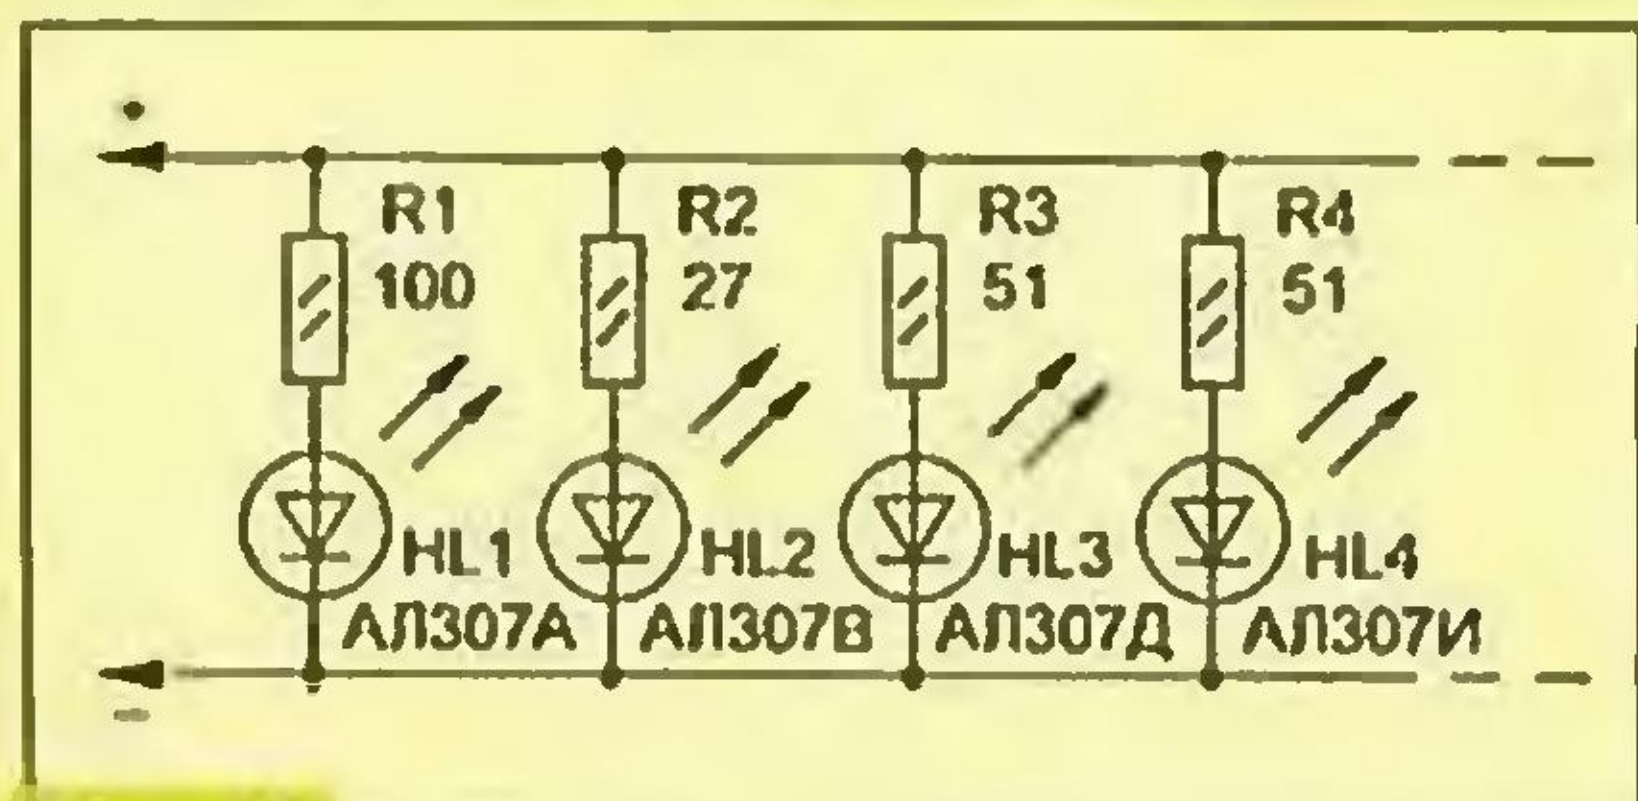 R1 R2 R3 R4
100 27 51 51
HL1 HL2 HL3 HL4
АЛ307А АЛ307В АЛ307Д АЛ307И
–